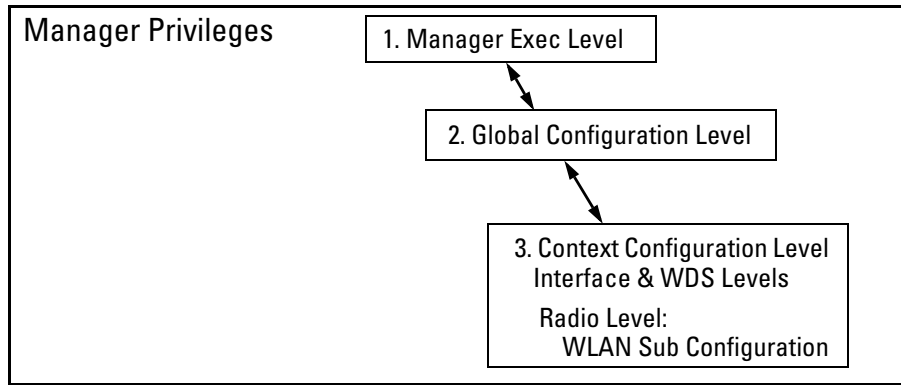 Manager Privileges
1. Manager Exec Level
2. Global Configuration Level
3. Context Configuration Level
Interface & WDS Levels
Radio Level:
WLAN Sub Configuration